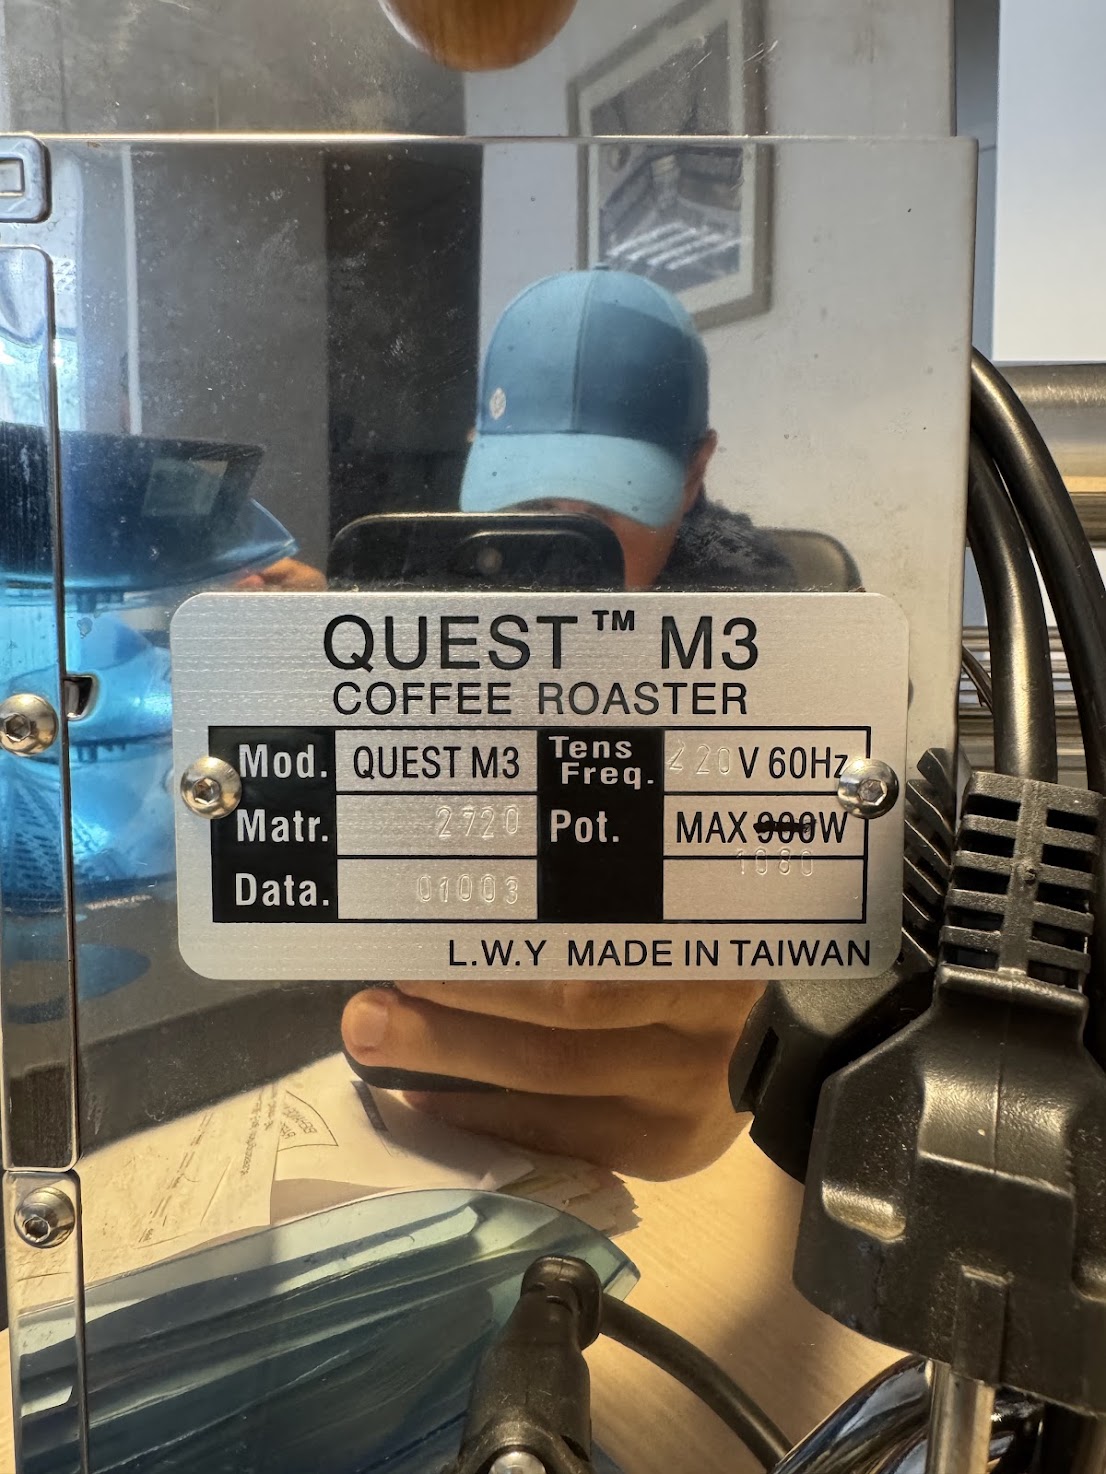 QUEST™ M3
COFFEE ROASTER
Mod. QUEST M3 Tens Freq. 220V 60Hz
Matr. 2720 Pot. MAX 900W
1080
Data. 01003
L.W.Y MADE IN TAIWAN